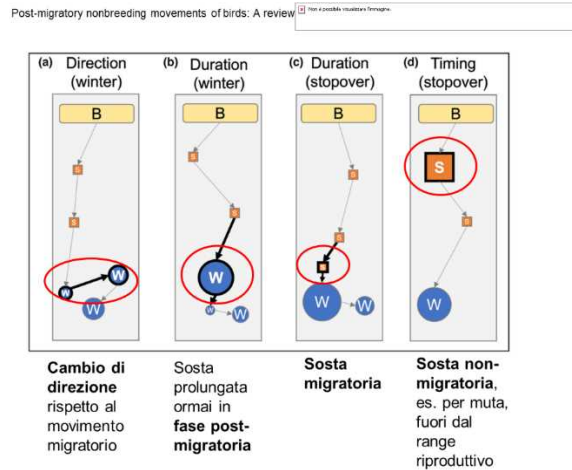 Post-migratory nonbreeding movements of birds: A review
Non è possibile visualizzare l'immagine.
(a) Direction
(winter)
(b) Duration
(winter)
(c) Duration
(stopover)
(d) Timing
(stopover)
B
B
B
B
S
S
S
S
S
S
S
W
W
W
W
W
W
W
W
W
Cambio di
direzione
rispetto al
movimento
migratorio
Sosta
prolungata
ormai in
fase post-
migratoria
Sosta
migratoria
Sosta non-
migratoria,
es. per muta,
fuori dal
range
riproduttivo